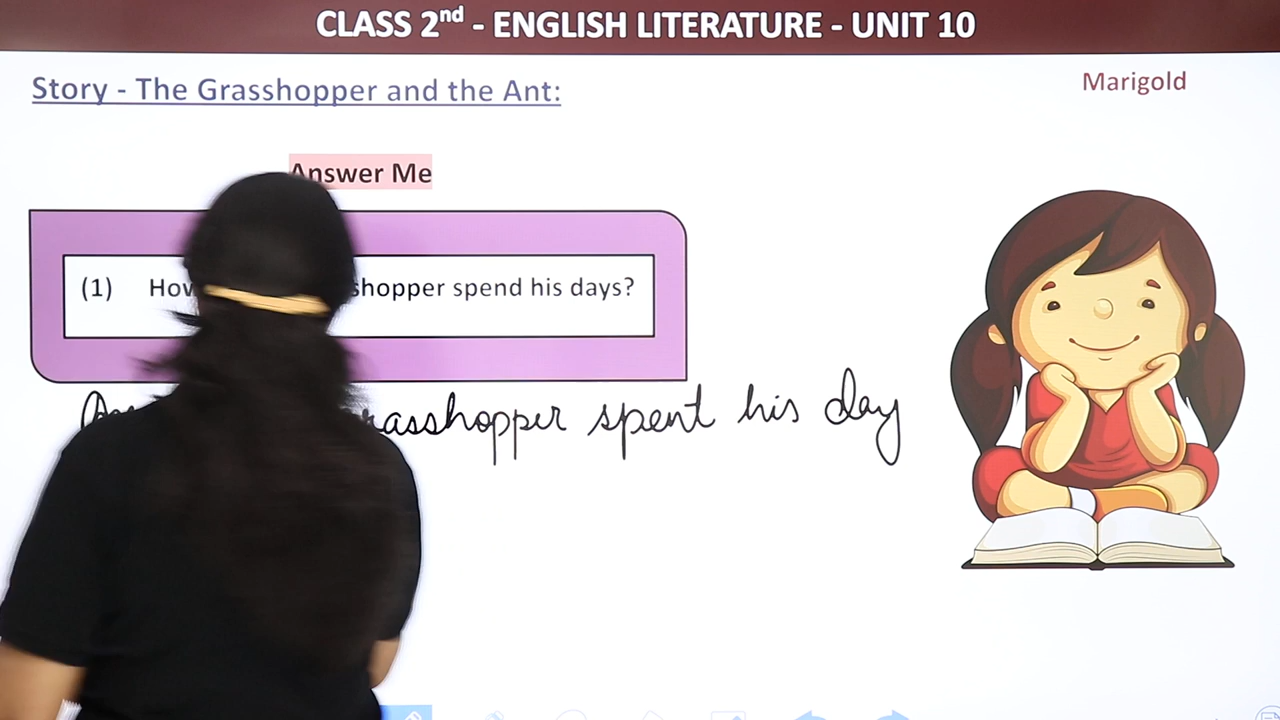 CLASS 2nd - ENGLISH LITERATURE - UNIT 10
Story - The Grasshopper and the Ant:
Marigold
Answer Me
(1) shopper spend his days?
rasshopper spent his day